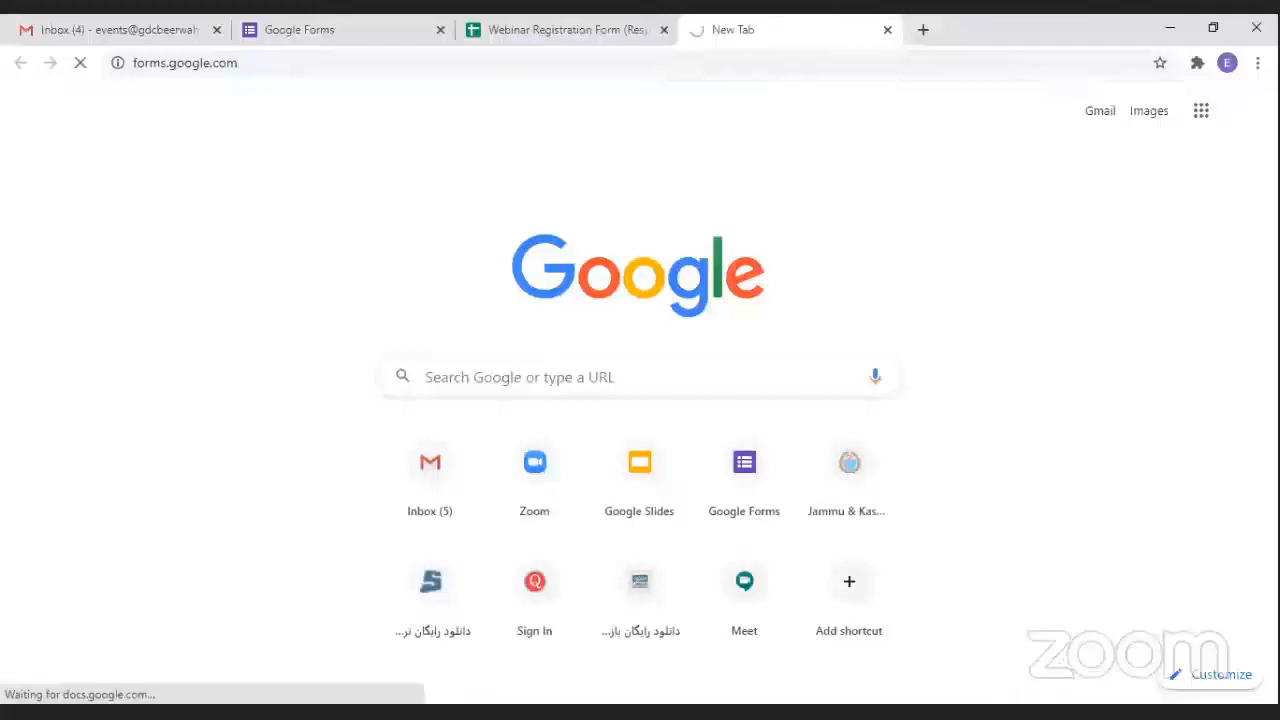 Inbox (4) - events@gdcbeerwah
Google Forms
Webinar Registration Form (Res
New Tab
forms.google.com
E
Gmail
Images
Google
Search Google or type a URL
Inbox (5)
Zoom
Google Slides
Google Forms
Jammu & Kas...
دانلود رایگان نر...
Sign In
دانلود رایگان باز...
Meet
Add shortcut
zoom
Customize
Waiting for docs.google.com...